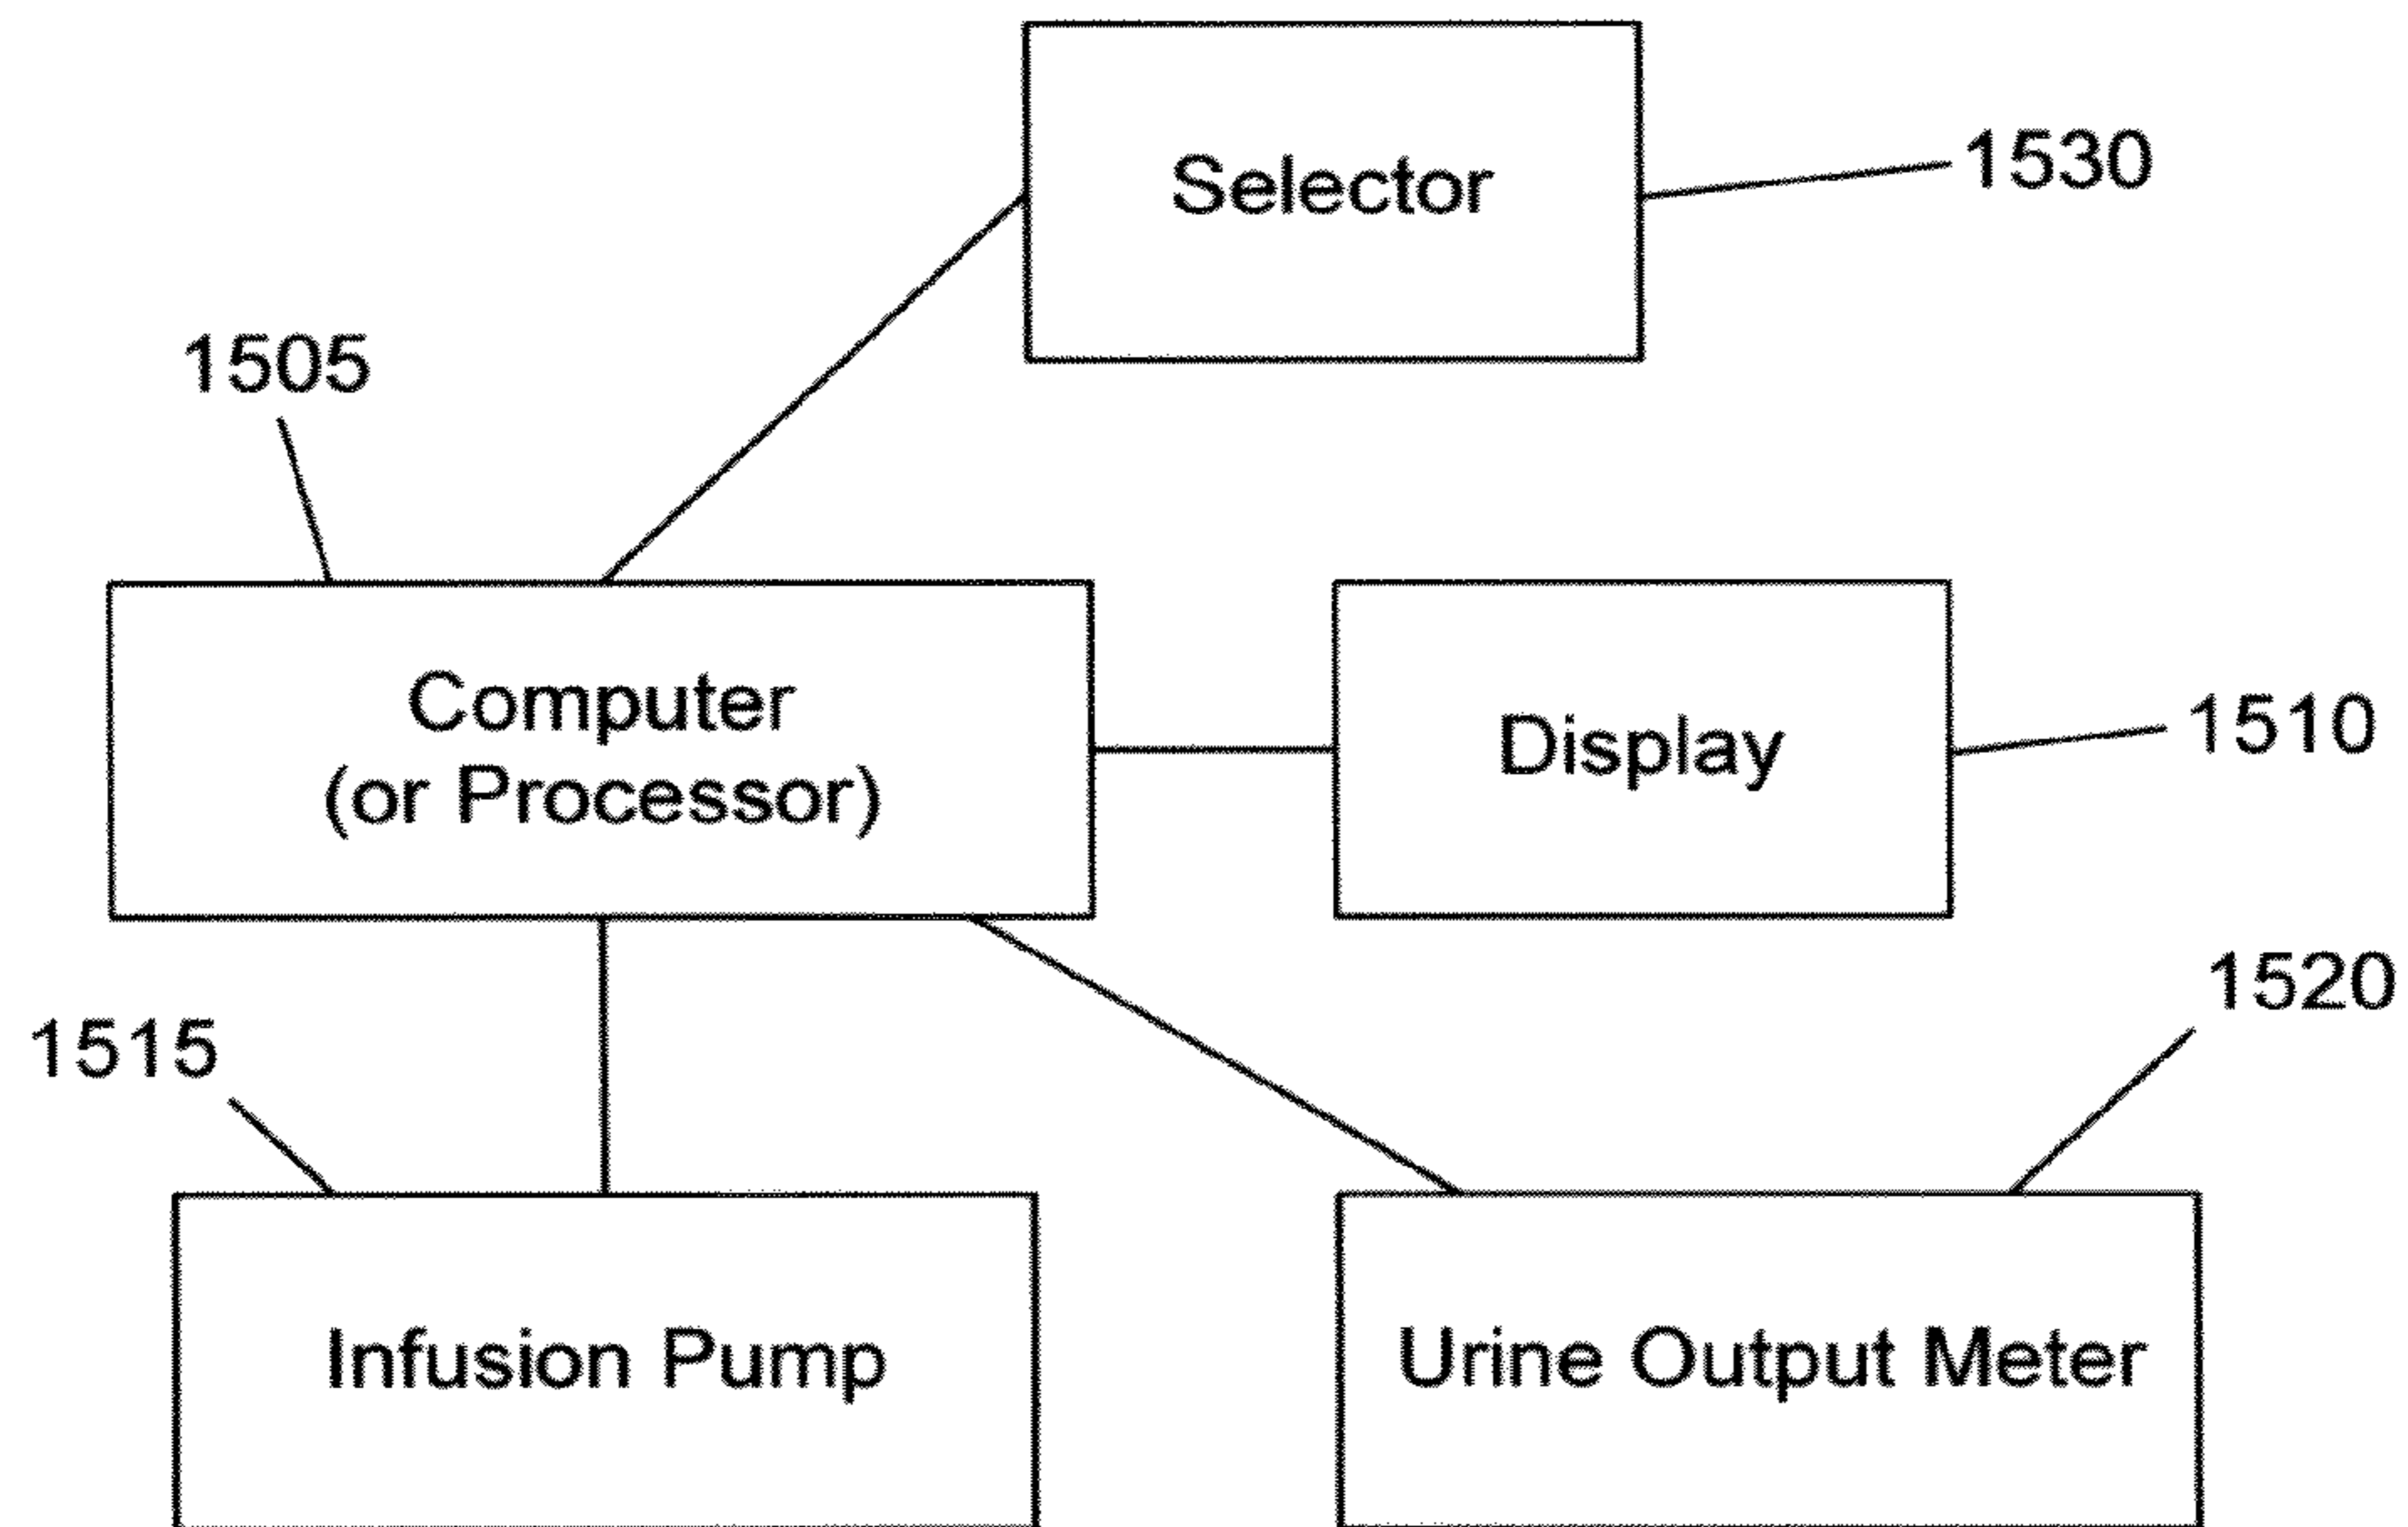 Selector
1530
1505
Computer
(or Processor)
Display
1510
1520
1515
Infusion Pump
Urine Output Meter